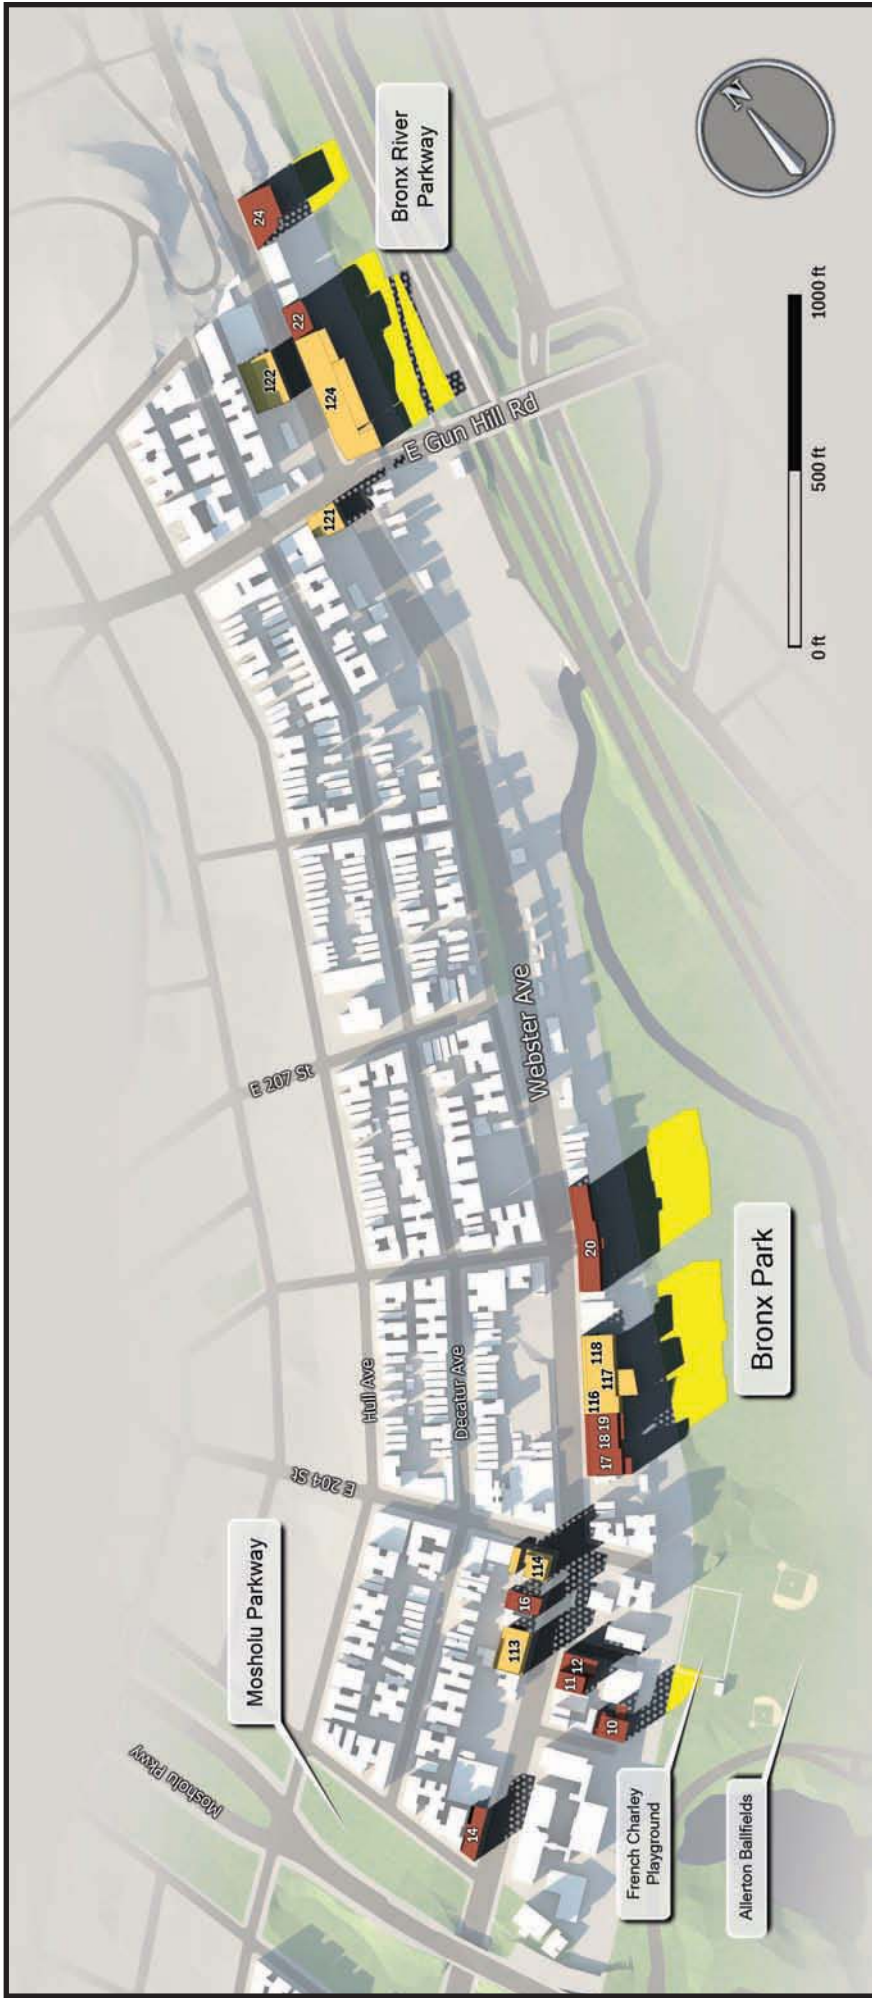 Mosholu Parkway
Mosholu Pkwy
E 204 St
Hull Ave
Decatur Ave
E 207 St
Webster Ave
E Gun Hill Rd
Bronx River
Parkway
Bronx Park
French Charley
Playground
Allerton Ballfields
14
113
16
114
11
12
10
17
18
19
116
117
118
20
121
122
124
22
24
0 ft
500 ft
1000 ft
N